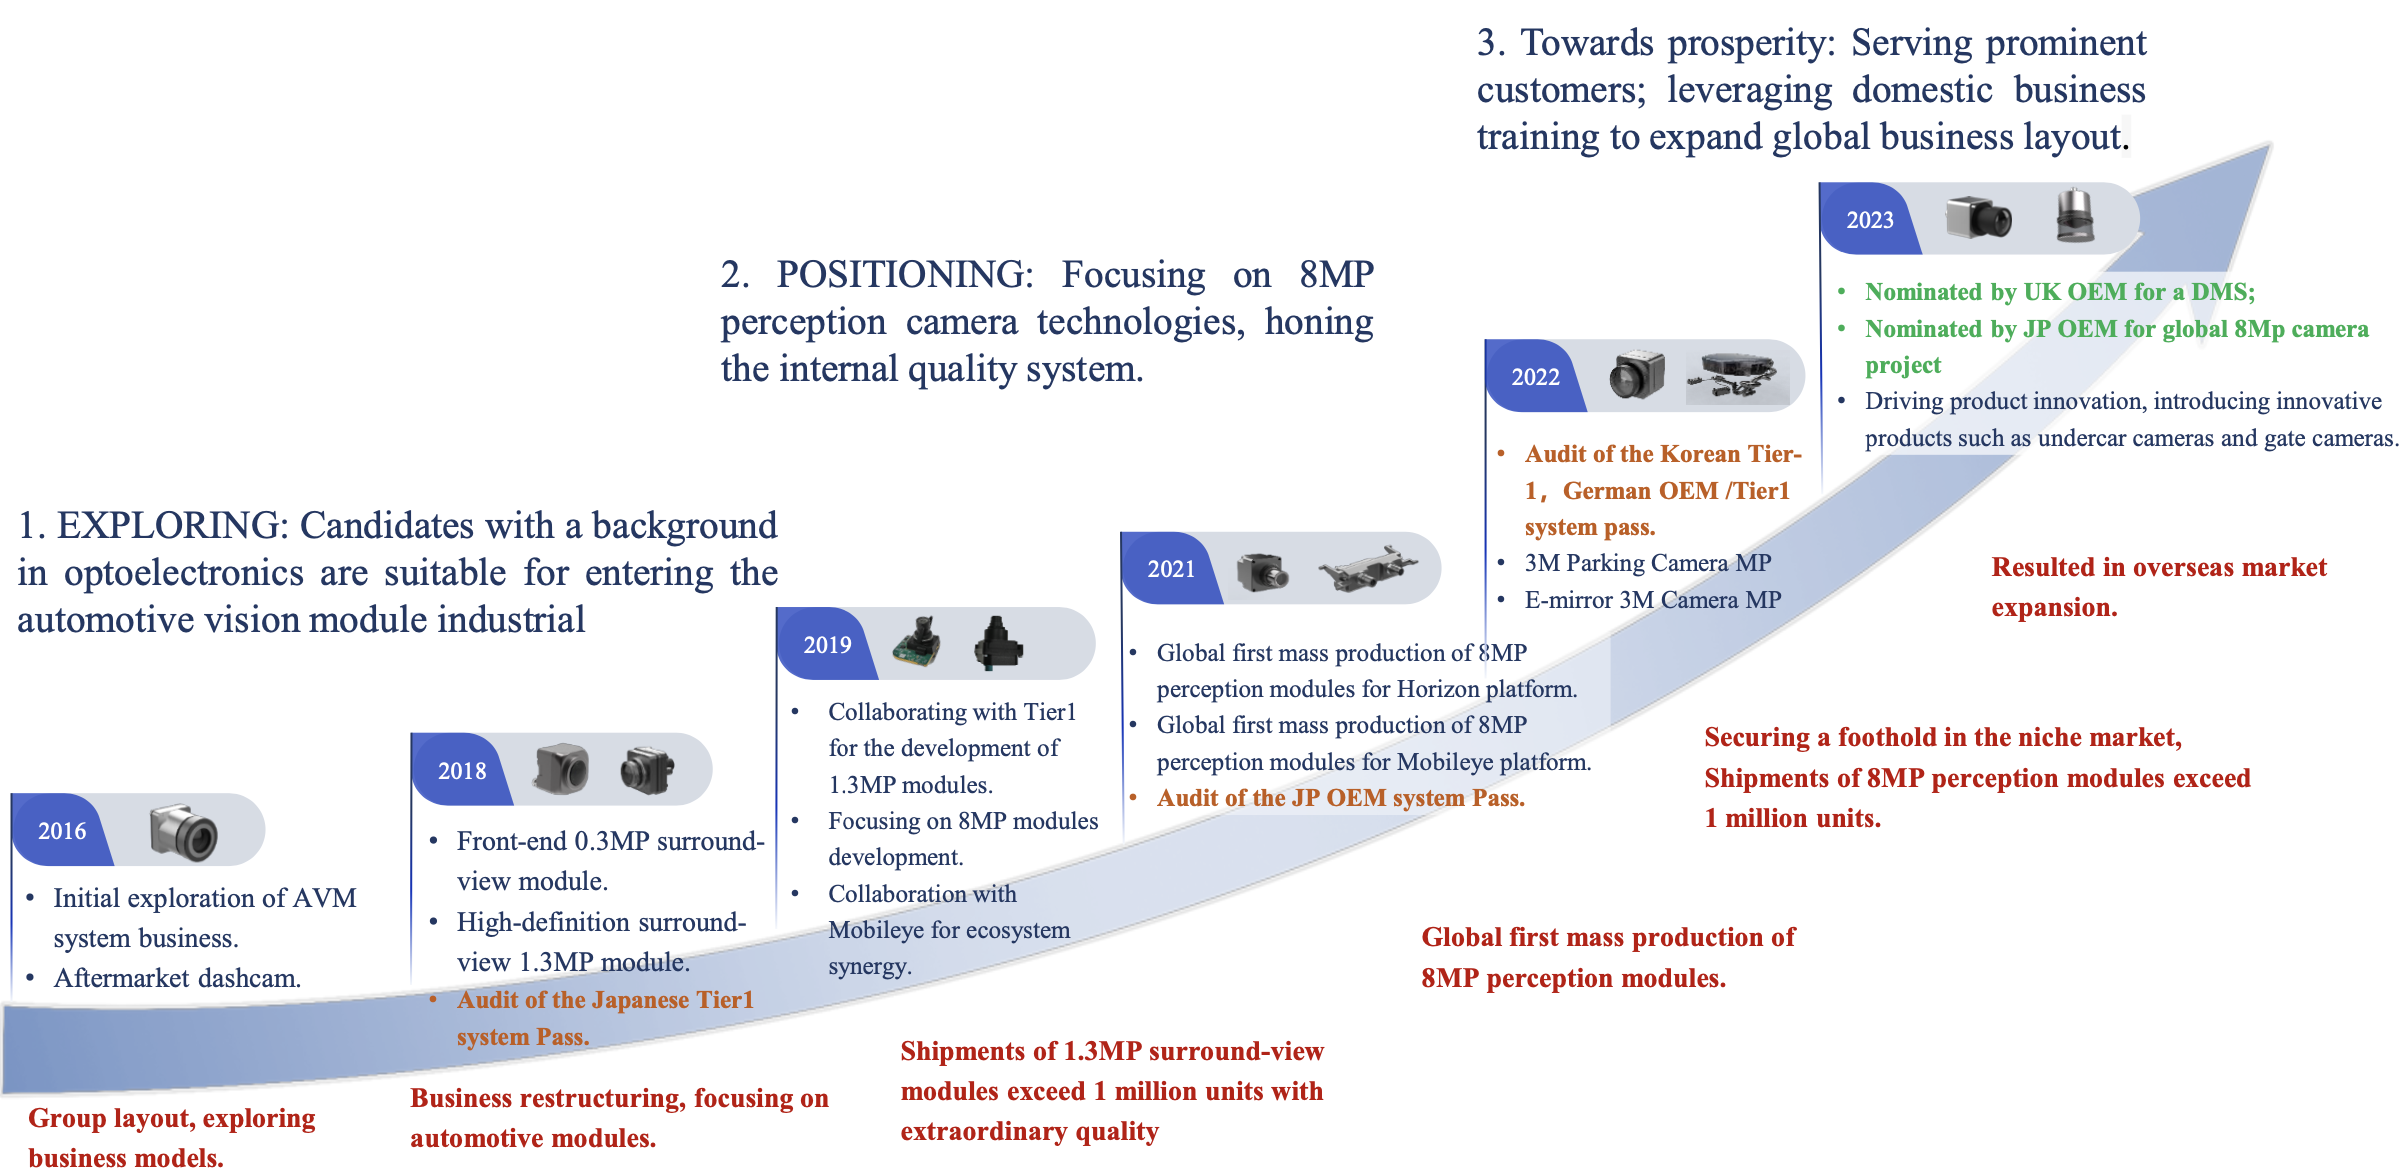 3. Towards prosperity: Serving prominent
customers; leveraging domestic business
training to expand global business layout.
2. POSITIONING: Focusing on 8MP
perception camera technologies, honing
the internal quality system.
1. EXPLORING: Candidates with a background
in optoelectronics are suitable for entering the
automotive vision module industrial
2016
• Initial exploration of AVM
system business.
• Aftermarket dashcam.
Group layout, exploring
business models.
2018
• Front-end 0.3MP surround-
view module.
• High-definition surround-
view 1.3MP module.
• Audit of the Japanese Tier1
system Pass.
Business restructuring, focusing on
automotive modules.
2019
• Collaborating with Tier1
for the development of
1.3MP modules.
• Focusing on 8MP modules
development.
• Collaboration with
Mobileye for ecosystem
synergy.
Shipments of 1.3MP surround-view
modules exceed 1 million units with
extraordinary quality
2021
• Global first mass production of 8MP
perception modules for Horizon platform.
• Global first mass production of 8MP
perception modules for Mobileye platform.
• Audit of the JP OEM system Pass.
Global first mass production of
8MP perception modules.
2022
• Audit of the Korean Tier-
1，German OEM /Tier1
system pass.
• 3M Parking Camera MP
• E-mirror 3M Camera MP
Securing a foothold in the niche market,
Shipments of 8MP perception modules exceed
1 million units.
2023
• Nominated by UK OEM for a DMS;
• Nominated by JP OEM for global 8Mp camera
project
• Driving product innovation, introducing innovative
products such as undercar cameras and gate cameras.
Resulted in overseas market
expansion.